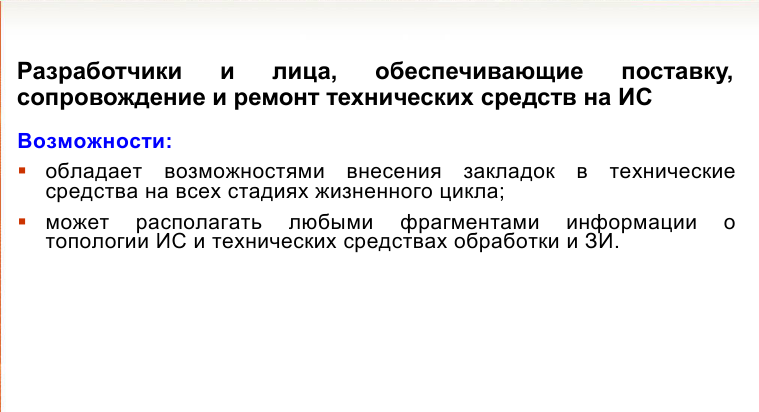 Разработчики и лица, обеспечивающие поставку,
сопровождение и ремонт технических средств на ИС
Возможности:
▪ обладает возможностями внесения закладок в технические
средства на всех стадиях жизненного цикла;
▪ может располагать любыми фрагментами информации о
топологии ИС и технических средствах обработки и ЗИ.